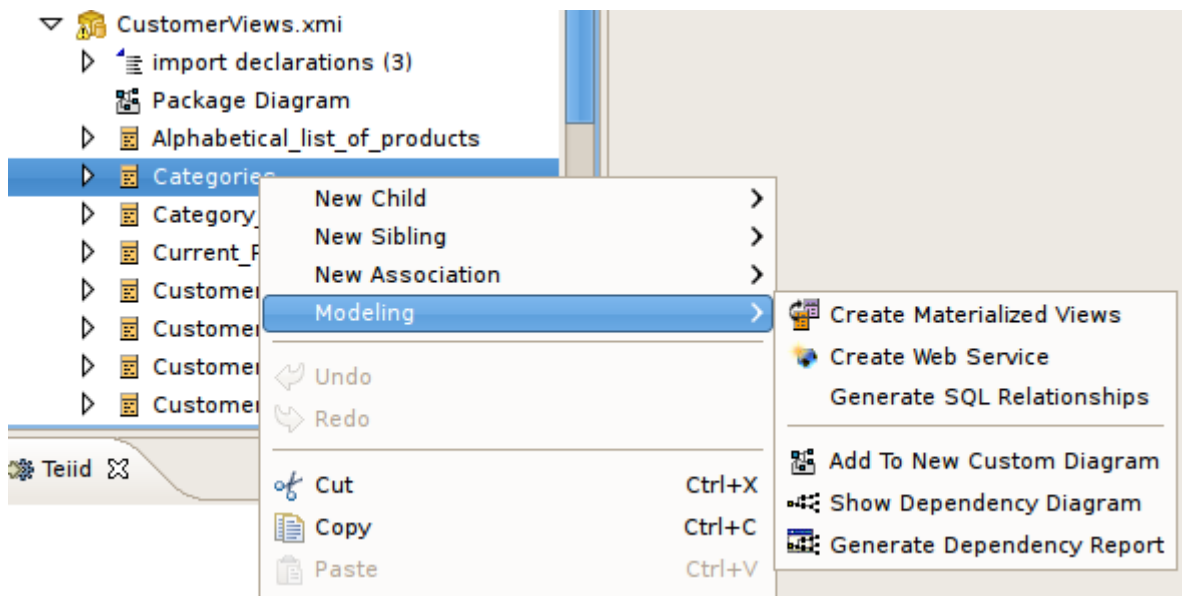 CustomerViews.xmi
import declarations (3)
Package Diagram
Alphabetical_list_of_products
Categories
Category_
Current_P
Customer
Customer
Customer
Customer
Teiid
New Child
New Sibling
New Association
Modeling
Undo
Redo
Cut Ctrl+X
Copy Ctrl+C
Paste Ctrl+V
Create Materialized Views
Create Web Service
Generate SQL Relationships
Add To New Custom Diagram
Show Dependency Diagram
Generate Dependency Report